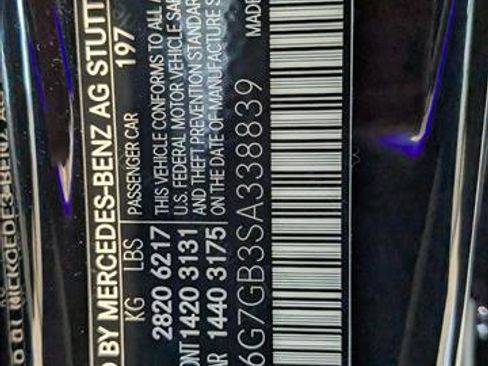 D BY MERCEDES-BENZ AG STUTT
197
KG LBS PASSENGER CAR
2820 6217
ONT 1420 3131
AR 1440 3175
THIS VEHICLE CONFORMS TO ALL A
U.S. FEDERAL MOTOR VEHICLE SAF
AND THEFT PREVENTION STANDAR
ON THE DATE OF MANUFACTURE S
6G7GB3SA338839
MADE